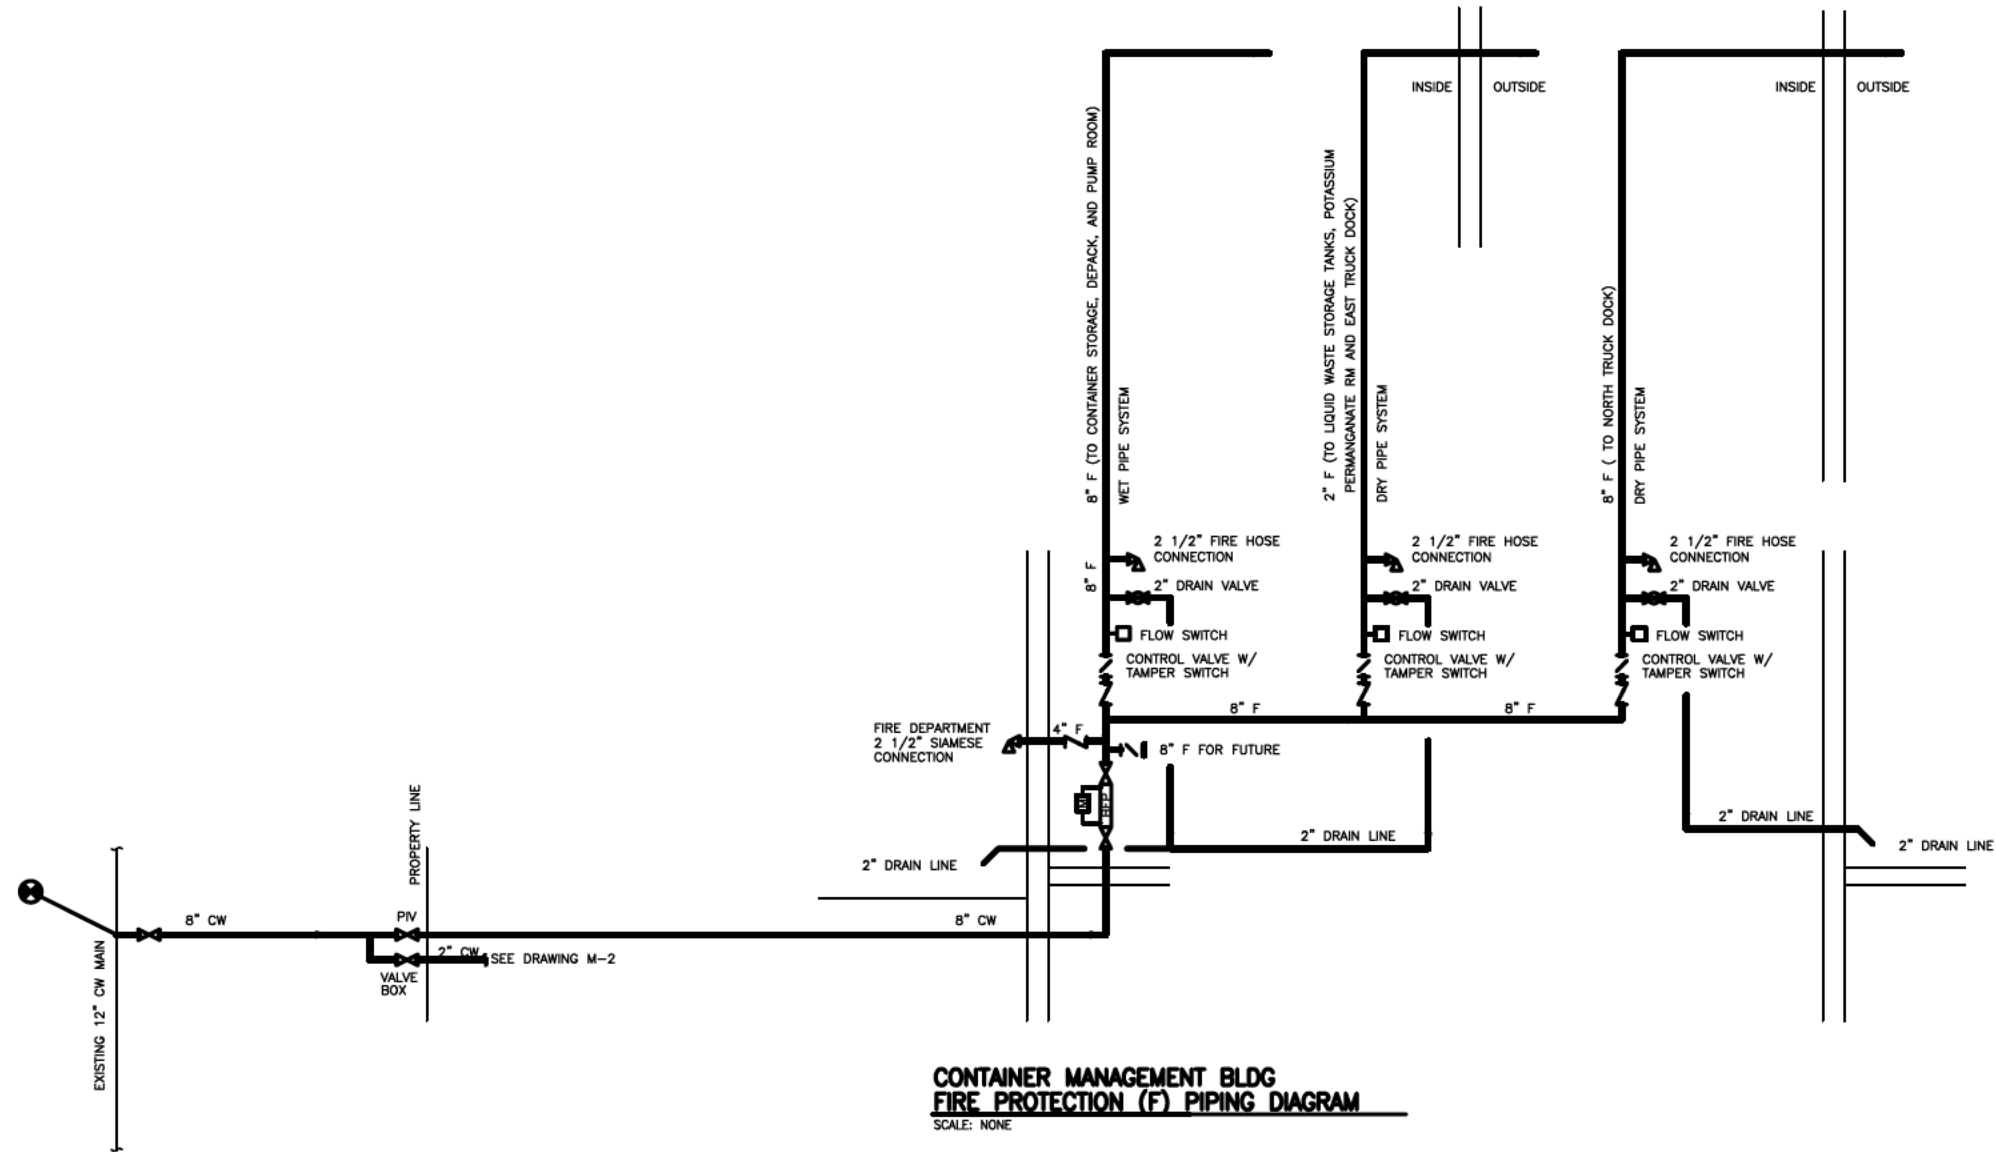 INSIDE
OUTSIDE
INSIDE
OUTSIDE
8" F (TO CONTAINER STORAGE, DEPACK, AND PUMP ROOM)
WET PIPE SYSTEM
2" F (TO LIQUID WASTE STORAGE TANKS, POTASSIUM
PERMANGANATE RM AND EAST TRUCK DOCK)
DRY PIPE SYSTEM
8" F ( TO NORTH TRUCK DOCK)
DRY PIPE SYSTEM
8" F
2 1/2" FIRE HOSE
CONNECTION
2" DRAIN VALVE
FLOW SWITCH
CONTROL VALVE W/
TAMPER SWITCH
2 1/2" FIRE HOSE
CONNECTION
2" DRAIN VALVE
FLOW SWITCH
CONTROL VALVE W/
TAMPER SWITCH
2 1/2" FIRE HOSE
CONNECTION
2" DRAIN VALVE
FLOW SWITCH
CONTROL VALVE W/
TAMPER SWITCH
8" F
8" F
FIRE DEPARTMENT
2 1/2" SIAMESE
CONNECTION
4" F
8" F FOR FUTURE
M
BFP
2" DRAIN LINE
2" DRAIN LINE
2" DRAIN LINE
2" DRAIN LINE
PROPERTY LINE
8" CW
PIV
8" CW
2" CW
SEE DRAWING M-2
VALVE
BOX
EXISTING 12" CW MAIN
CONTAINER MANAGEMENT BLDG
FIRE PROTECTION (F) PIPING DIAGRAM
SCALE: NONE